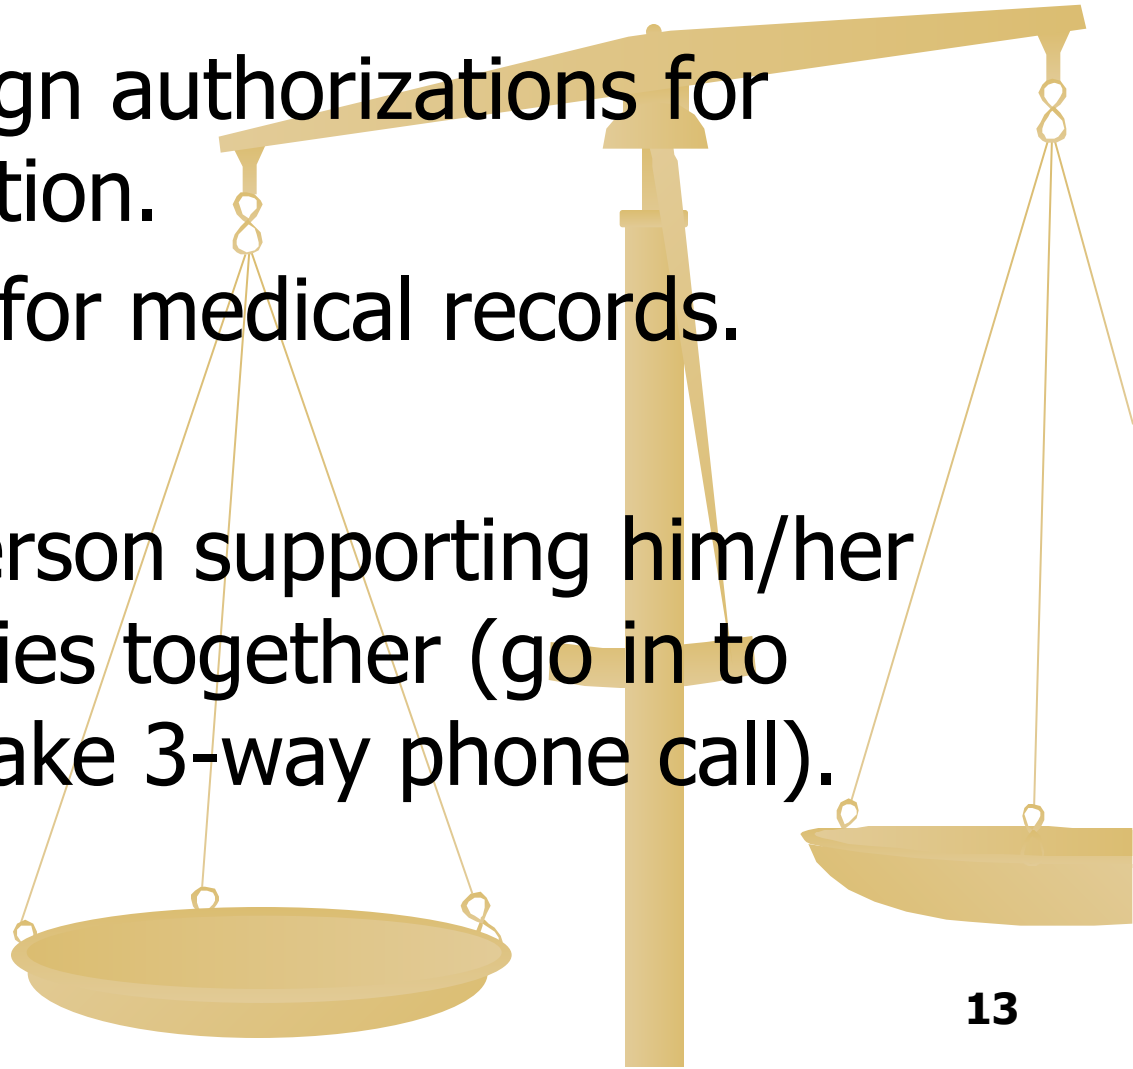 gn authorizations for
tion.
for medical records.
erson supporting him/her
ies together (go in to
ake 3-way phone call).
13